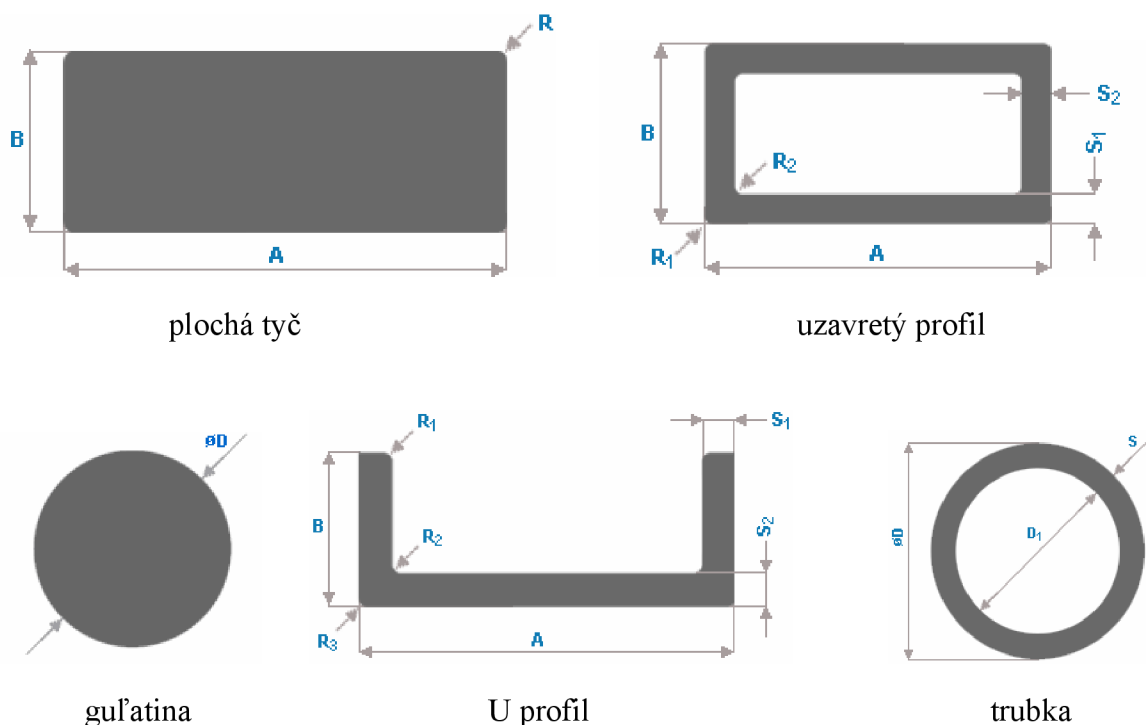 R
B
A
plochá tyč
B
S₂
S₁
R₂
R₁
A
uzavretý profil
øD
guľatina
R₁
S₁
B
R₂
S₂
R₃
A
U profil
S
øD
D₁
trubka